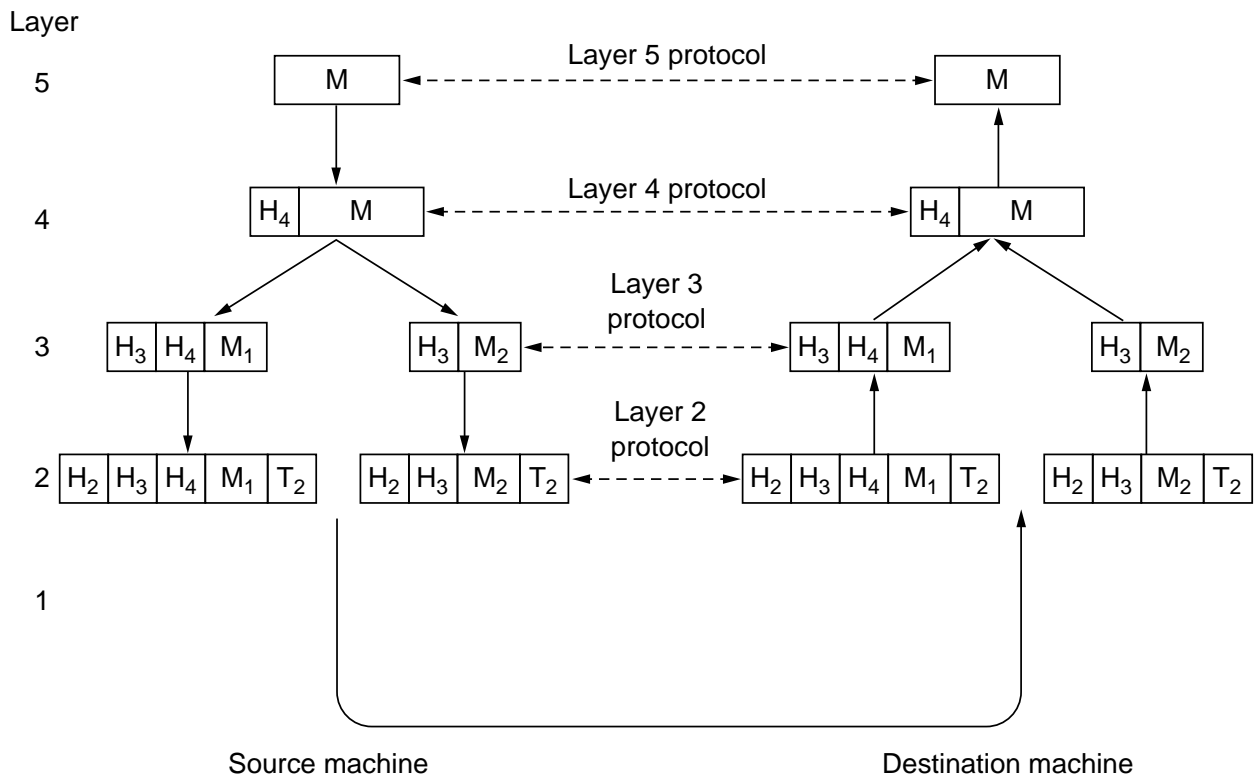 Layer
5 M Layer 5 protocol M
4 H₄ M Layer 4 protocol H₄ M
Layer 3
protocol
3 H₃ H₄ M₁ H₃ M₂ H₃ H₄ M₁ H₃ M₂
Layer 2
protocol
2 H₂ H₃ H₄ M₁ T₂ H₂ H₃ M₂ T₂ H₂ H₃ H₄ M₁ T₂ H₂ H₃ M₂ T₂
1
Source machine Destination machine